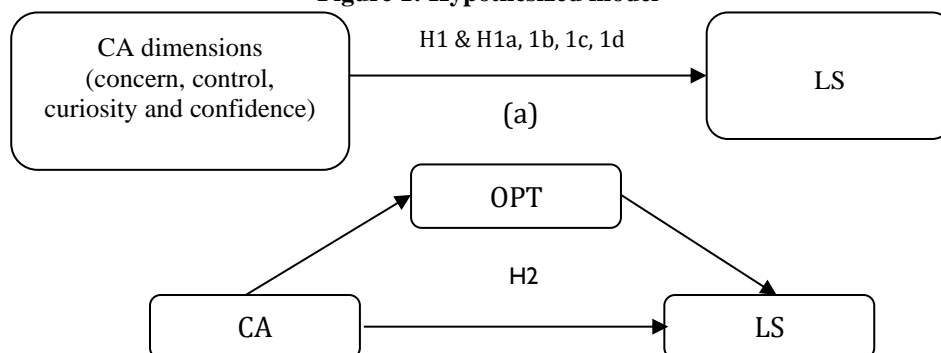 Figure 1: Hypothesized model
CA dimensions
(concern, control,
curiosity and confidence)
H1 & H1a, 1b, 1c, 1d
LS
(a)
OPT
H2
CA
LS